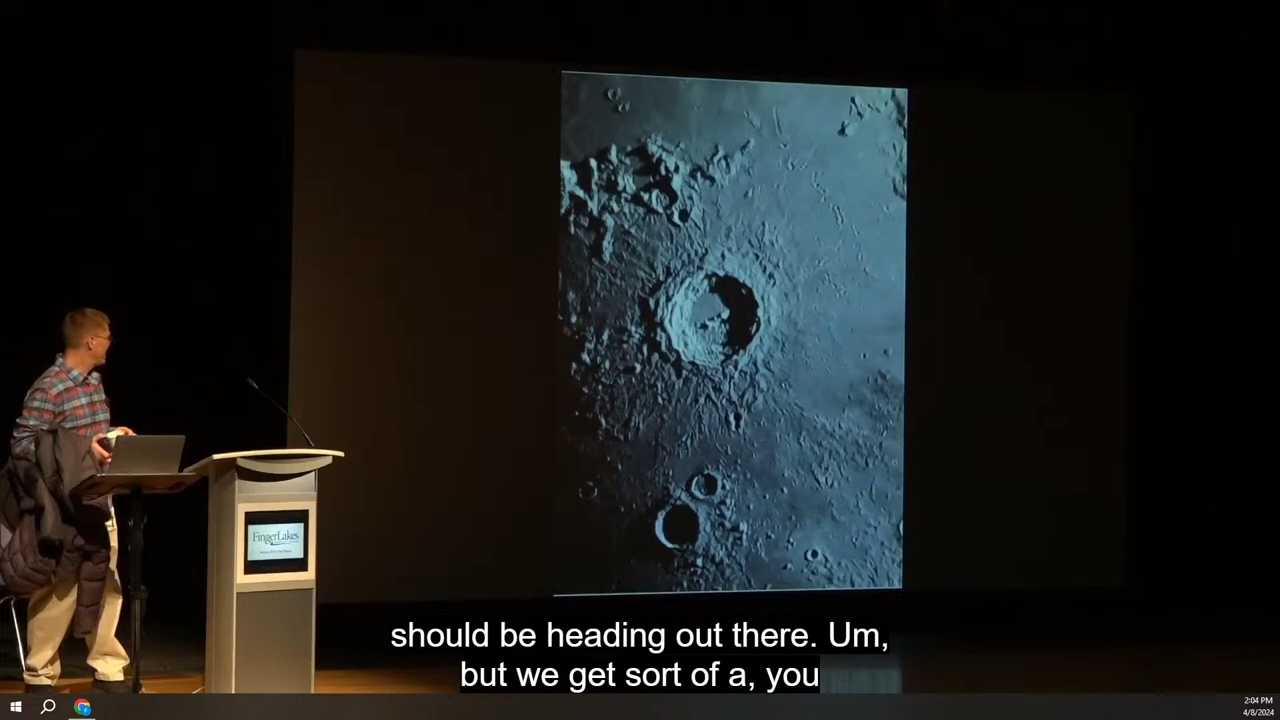 FingerLakes
should be heading out there. Um,
but we get sort of a, you
2:04 PM
4/8/2024